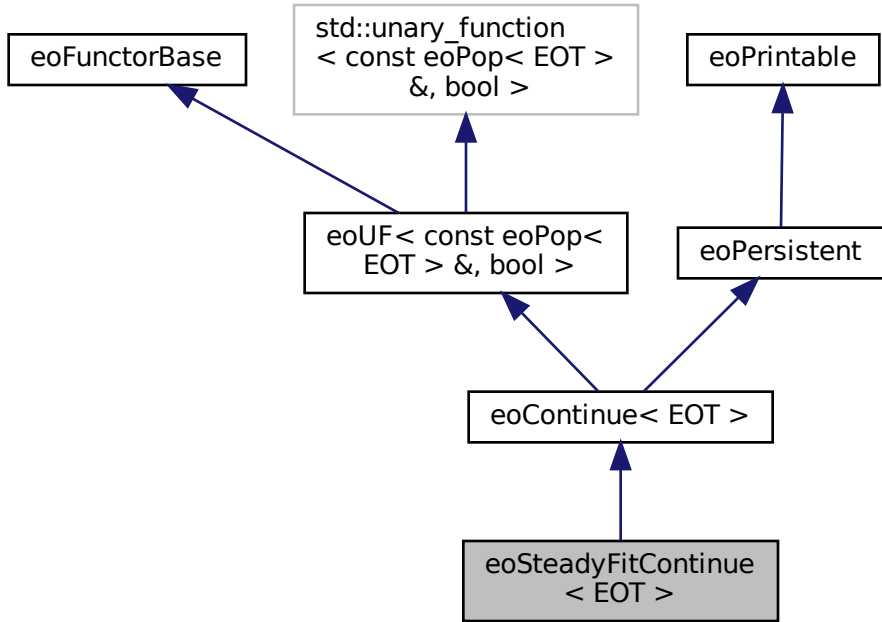 std::unary_function
< const eoPop< EOT >
&, bool >
eoFunctorBase
eoPrintable
eoUF< const eoPop<
EOT > &, bool >
eoPersistent
eoContinue< EOT >
eoSteadyFitContinue
< EOT >